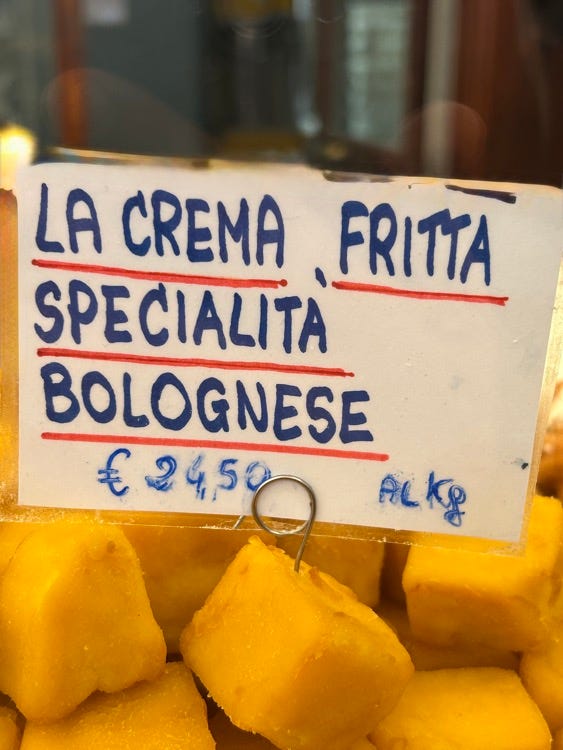 LA CREMA FRITTA
SPECIALITÀ
BOLOGNESE
€ 24,50 AL Kg